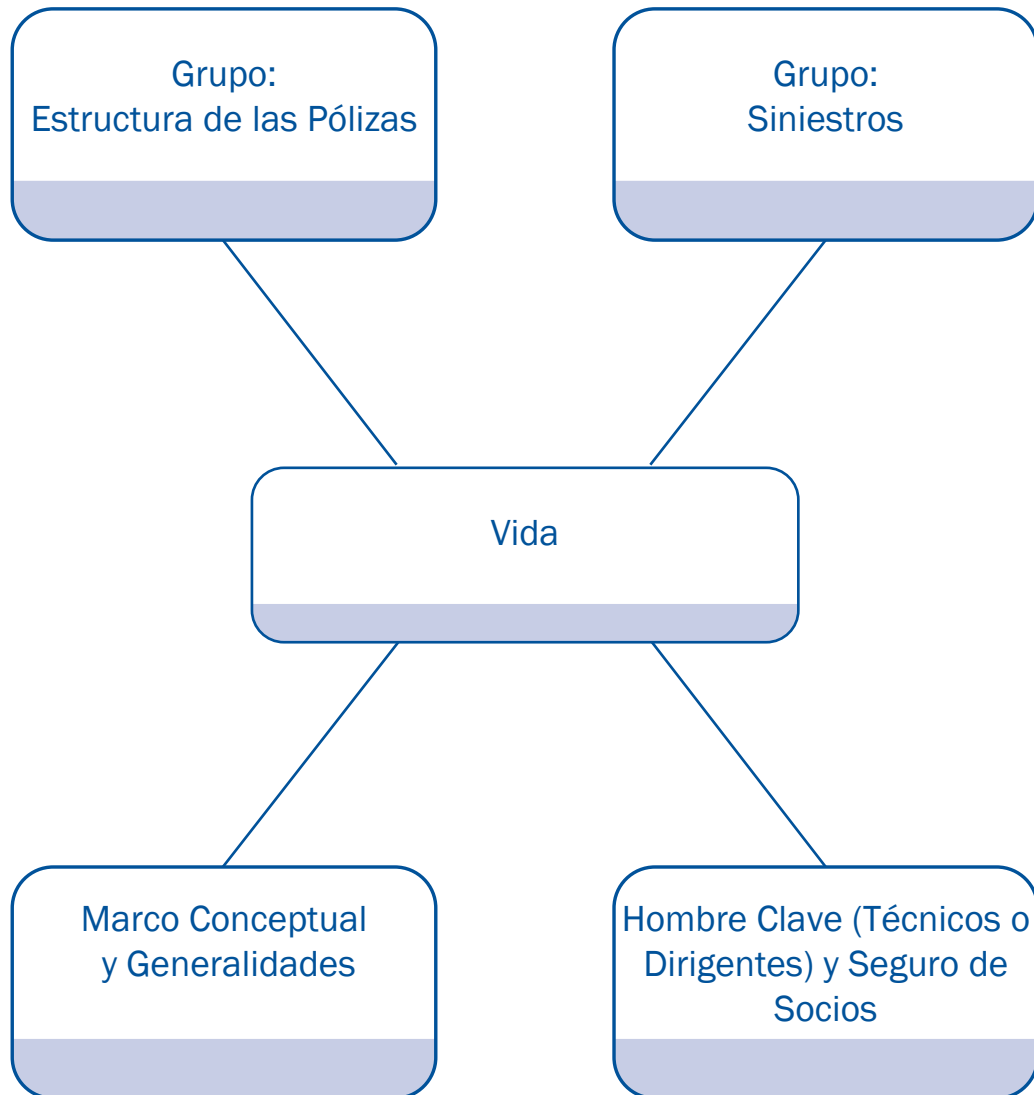 Grupo:
Estructura de las Pólizas
Grupo:
Siniestros
Vida
Marco Conceptual
y Generalidades
Hombre Clave (Técnicos o
Dirigentes) y Seguro de
Socios